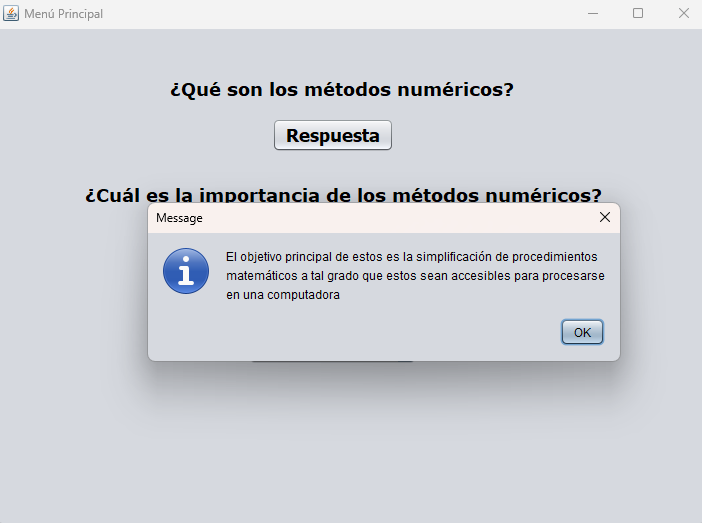 Menú Principal
¿Qué son los métodos numéricos?
Respuesta
¿Cuál es la importancia de los métodos numéricos?
Message
El objetivo principal de estos es la simplificación de procedimientos
matemáticos a tal grado que estos sean accesibles para procesarse
en una computadora
OK